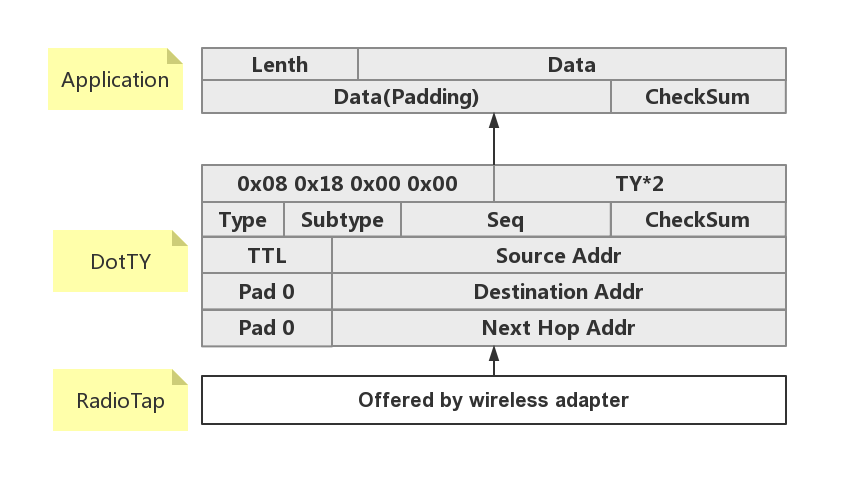 Application
Lenth Data
Data(Padding) CheckSum
0x08 0x18 0x00 0x00 TY*2
Type Subtype Seq CheckSum
DotTY
TTL Source Addr
Pad 0 Destination Addr
Pad 0 Next Hop Addr
RadioTap
Offered by wireless adapter